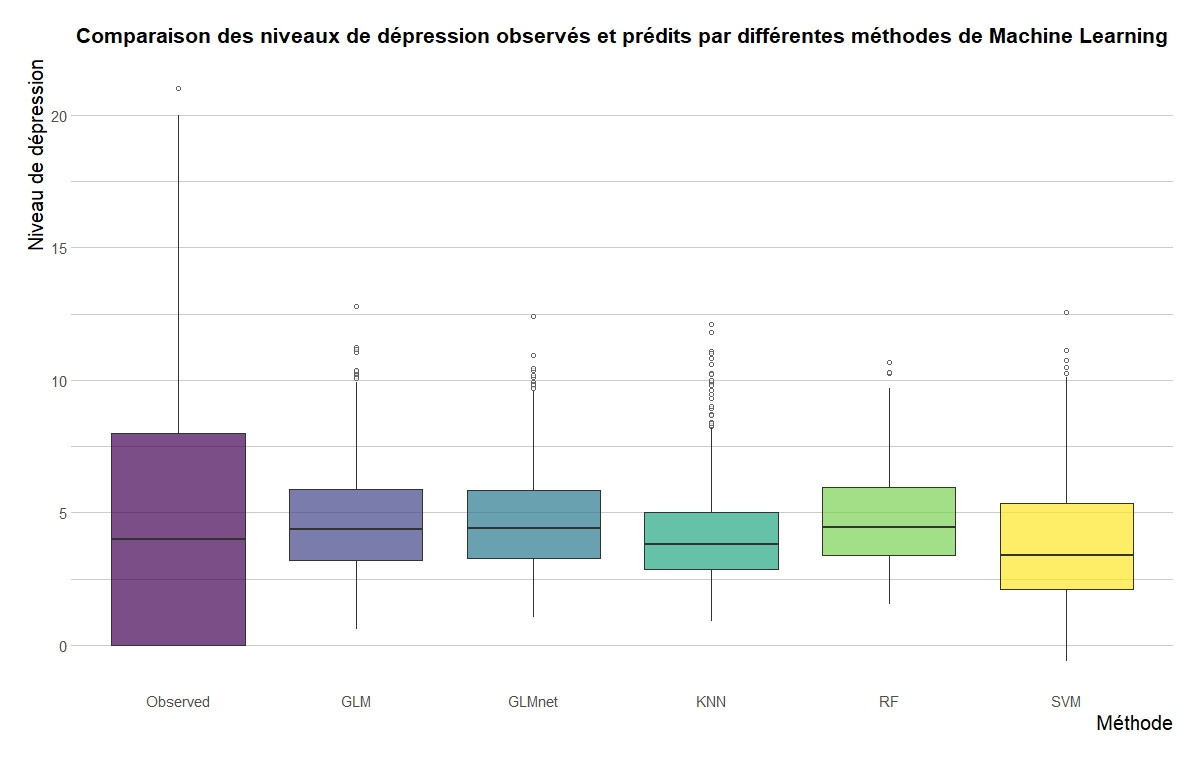 Comparaison des niveaux de dépression observés et prédits par différentes méthodes de Machine Learning
Niveau de dépression
20
15
10
5
0
Observed
GLM
GLMnet
KNN
RF
SVM
Méthode